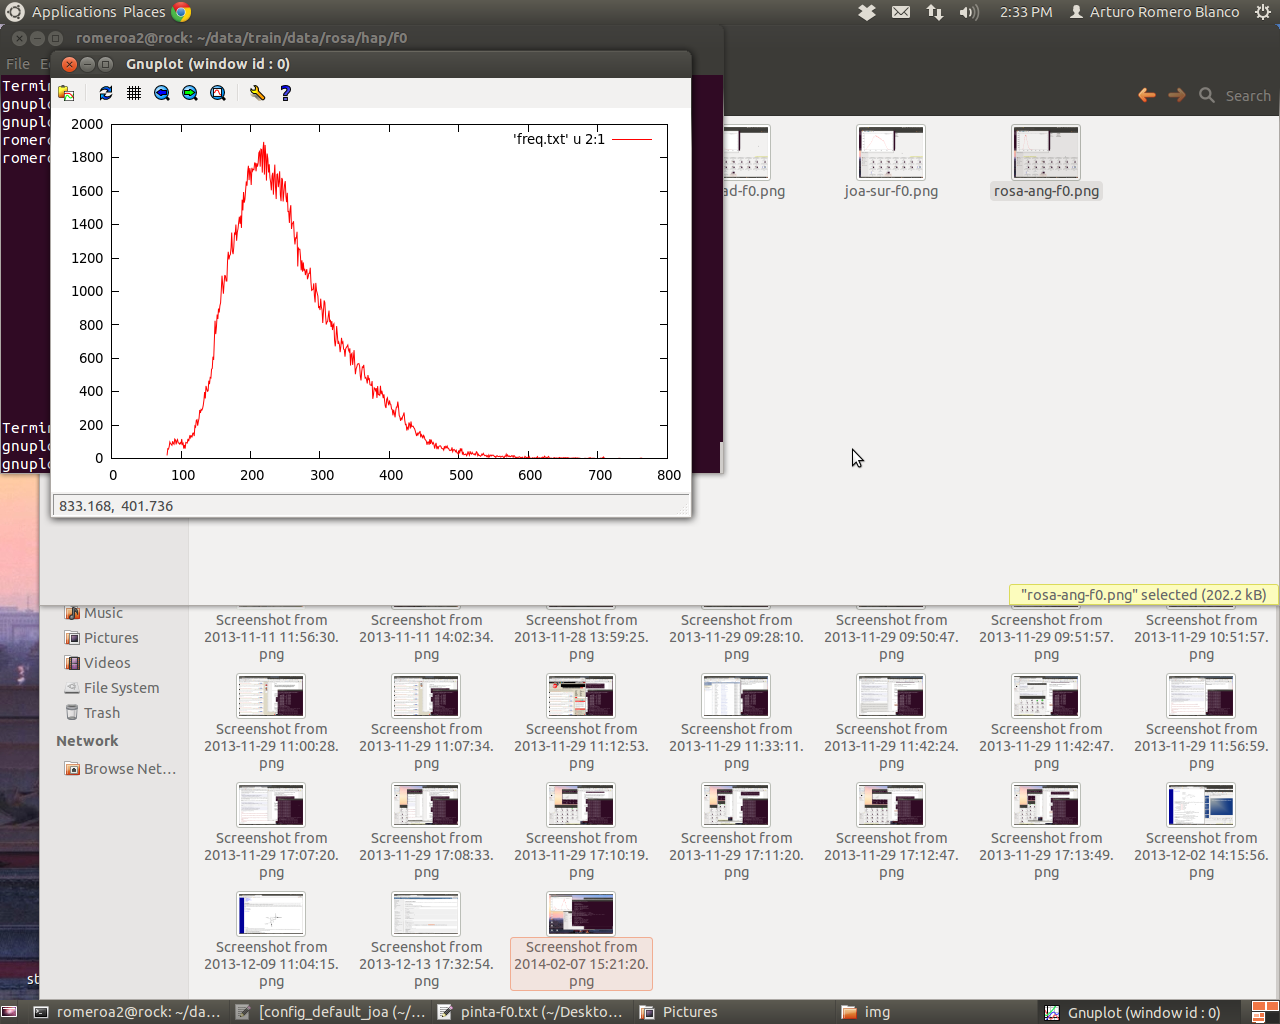 Applications Places 2:33 PM Arturo Romero Blanco
romeroa2@rock: ~/data/train/data/rosa/hap/f0
File
Gnuplot (window id : 0)
Search
2000
1800
1600
1400
1200
1000
800
600
400
200
0
'freq.txt' u 2:1
0 100 200 300 400 500 600 700 800
833.168, 401.736
ad-f0.png joa-sur-f0.png rosa-ang-f0.png
"rosa-ang-f0.png" selected (202.2 kB)
Music
Pictures
Videos
File System
Trash
Network
Browse Net...
Screenshot from 2013-11-11 11:56:30.png
Screenshot from 2013-11-11 14:02:34.png
Screenshot from 2013-11-28 13:59:25.png
Screenshot from 2013-11-29 09:28:10.png
Screenshot from 2013-11-29 09:50:47.png
Screenshot from 2013-11-29 09:51:57.png
Screenshot from 2013-11-29 10:51:57.png
Screenshot from 2013-11-29 11:00:28.png
Screenshot from 2013-11-29 11:07:34.png
Screenshot from 2013-11-29 11:12:53.png
Screenshot from 2013-11-29 11:33:11.png
Screenshot from 2013-11-29 11:42:24.png
Screenshot from 2013-11-29 11:42:47.png
Screenshot from 2013-11-29 11:56:59.png
Screenshot from 2013-11-29 17:07:20.png
Screenshot from 2013-11-29 17:08:33.png
Screenshot from 2013-11-29 17:10:19.png
Screenshot from 2013-11-29 17:11:20.png
Screenshot from 2013-11-29 17:12:47.png
Screenshot from 2013-11-29 17:13:49.png
Screenshot from 2013-12-02 14:15:56.png
Screenshot from 2013-12-09 11:04:15.png
Screenshot from 2013-12-13 17:32:54.png
Screenshot from 2014-02-07 15:21:20.png
romeroa2@rock: ~/da... [config_default_joa (~/... pinta-f0.txt (~/Deskto... Pictures img Gnuplot (window id : 0)